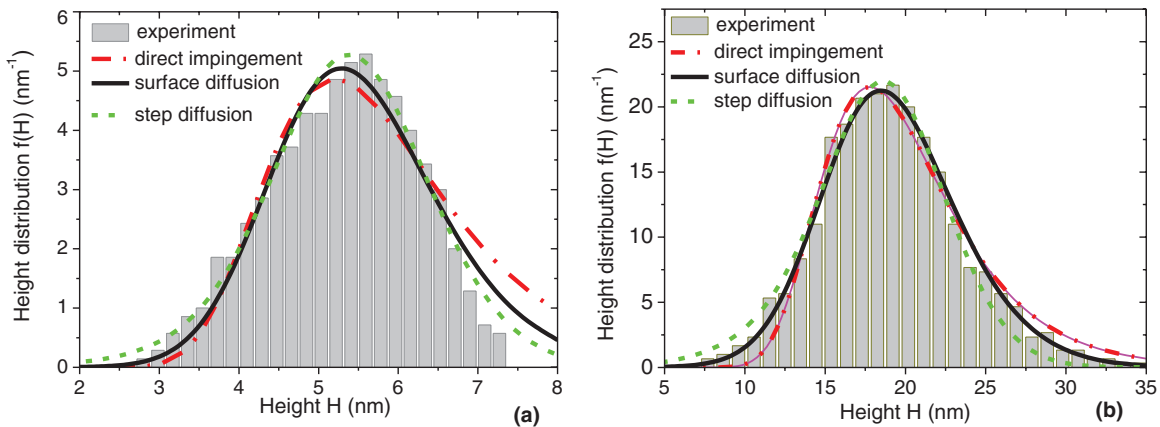 experiment
direct impingement
surface diffusion
step diffusion
Height distribution f(H) (nm⁻¹)
6
5
4
3
2
1
0
2 3 4 5 6 7 8
Height H (nm)
(a)
experiment
direct impingement
surface diffusion
step diffusion
Height distribution f(H) (nm⁻¹)
25
20
15
10
5
0
5 10 15 20 25 30 35
Height H (nm)
(b)